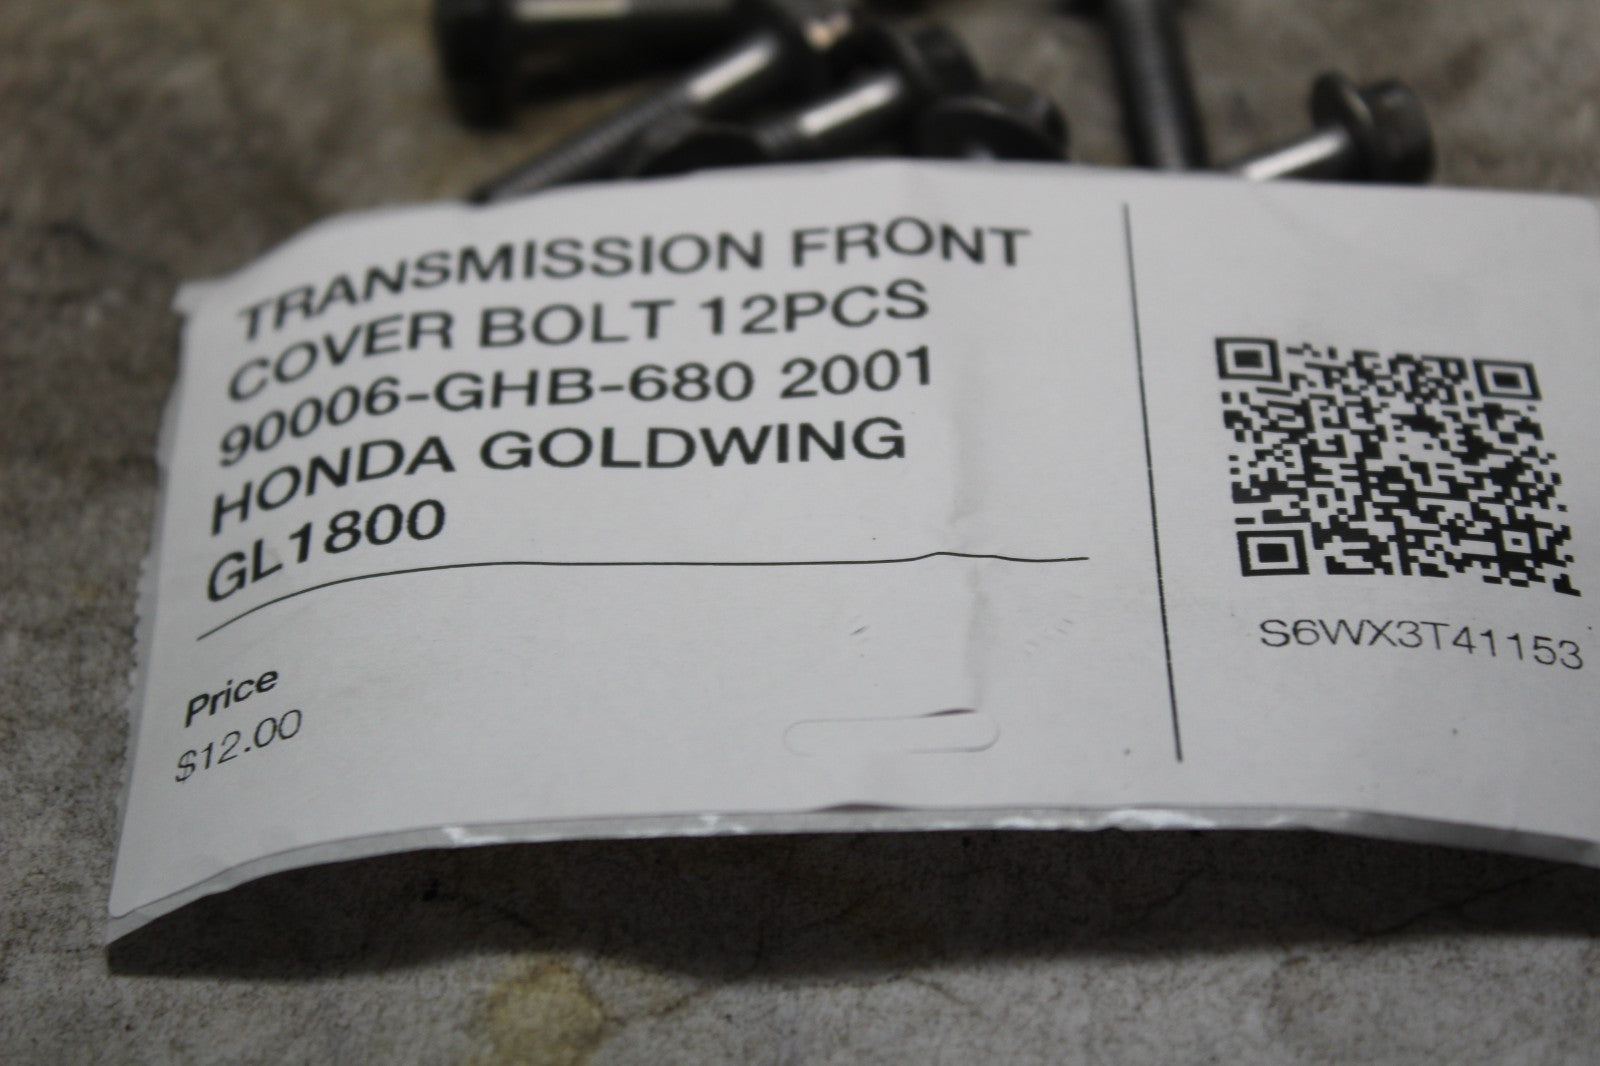 TRANSMISSION FRONT
COVER BOLT 12PCS
90006-GHB-680 2001
HONDA GOLDWING
GL1800
Price
$12.00
S6WX3T41153